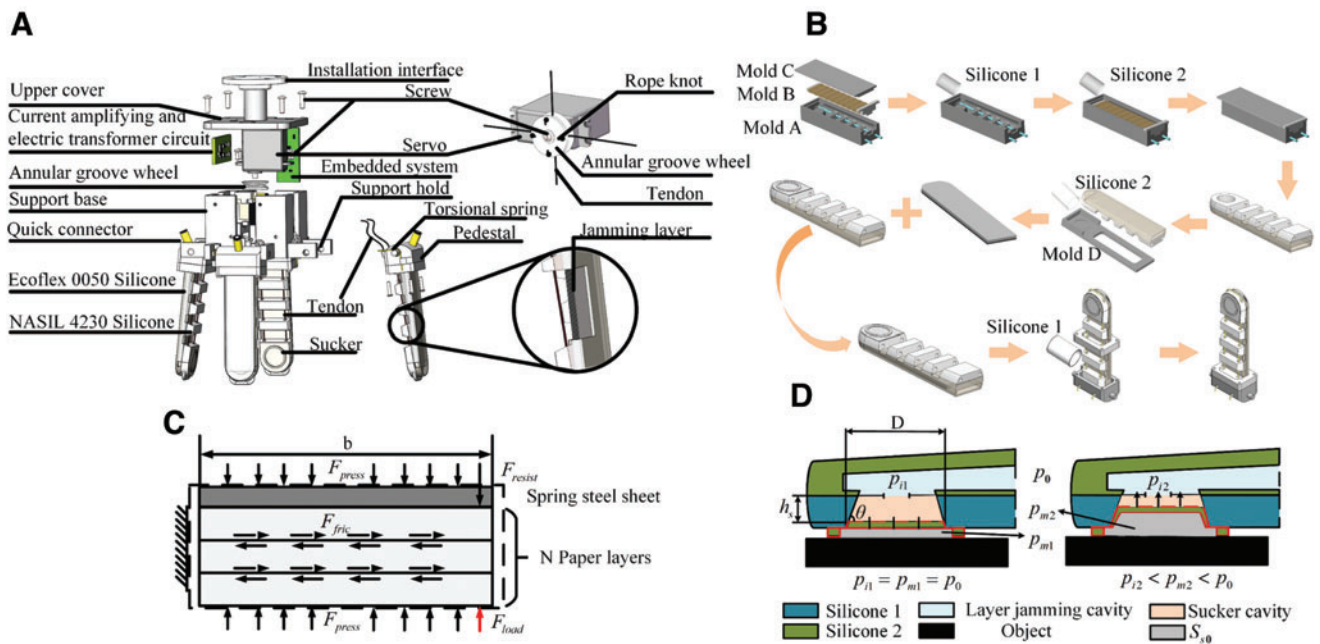 A
Installation interface
Upper cover
Screw
Rope knot
Current amplifying and
electric transformer circuit
Servo
Annular groove wheel
Embedded system
Annular groove wheel
Support hold
Tendon
Support base
Torsional spring
Quick connector
Pedestal
Jamming layer
Ecoflex 0050 Silicone
Tendon
NASIL 4230 Silicone
Sucker
B
Mold C
Silicone 1
Silicone 2
Mold B
Mold A
Silicone 2
Mold D
Silicone 1
C
b
F_press
F_resist
Spring steel sheet
F_fric
N Paper layers
F_press
F_load
D
D
p_i1
p_0
p_i2
h_s
θ
p_m2
p_m1
p_i1 = p_m1 = p_0
p_i2 < p_m2 < p_0
Silicone 1
Layer jamming cavity
Sucker cavity
Silicone 2
Object
S_s0